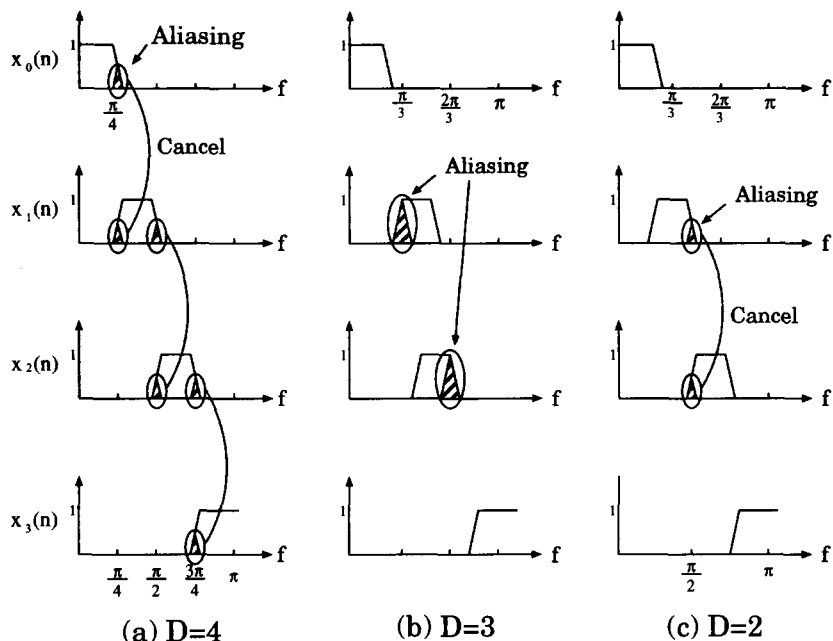 x₀(n) 1 Aliasing f π/4
1 f π/3 2π/3 π
1 f π/3 2π/3 π
Cancel
x₁(n) 1 f
Aliasing 1 f
1 Aliasing f
Cancel
x₂(n) 1 f
1 f
1 f
x₃(n) 1 f π/4 π/2 3π/4 π
1 f
1 f π/2 π
(a) D=4
(b) D=3
(c) D=2